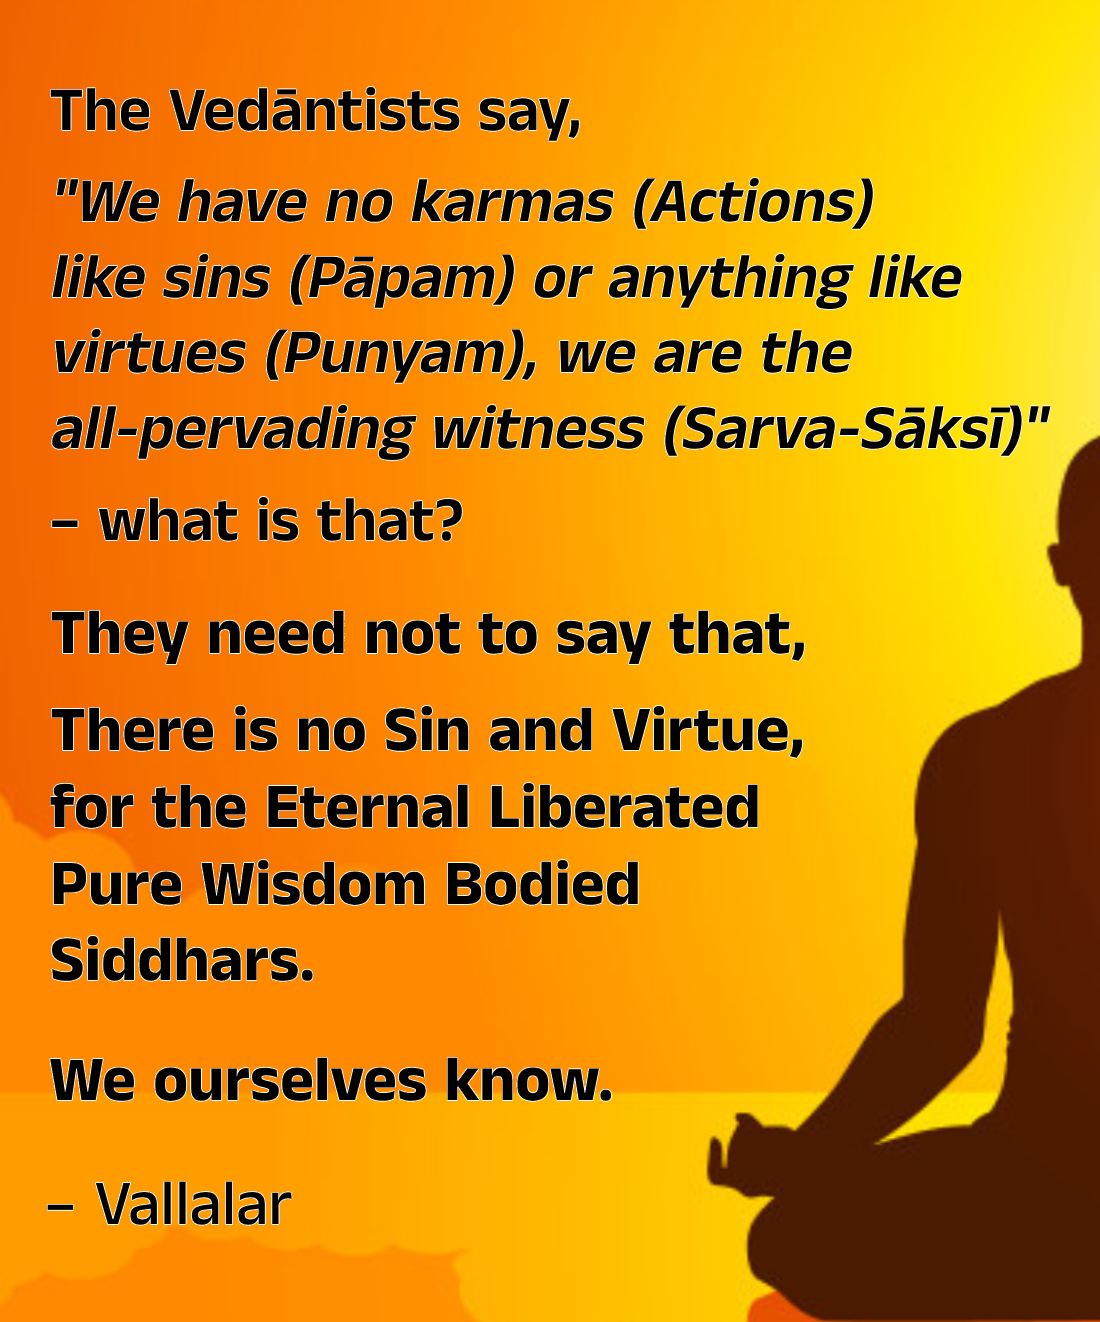 The Vedāntists say,
"We have no karmas (Actions)
like sins (Pāpam) or anything like
virtues (Punyam), we are the
all-pervading witness (Sarva-Sāksī)"
– what is that?
They need not to say that,
There is no Sin and Virtue,
for the Eternal Liberated
Pure Wisdom Bodied
Siddhars.
We ourselves know.
– Vallalar